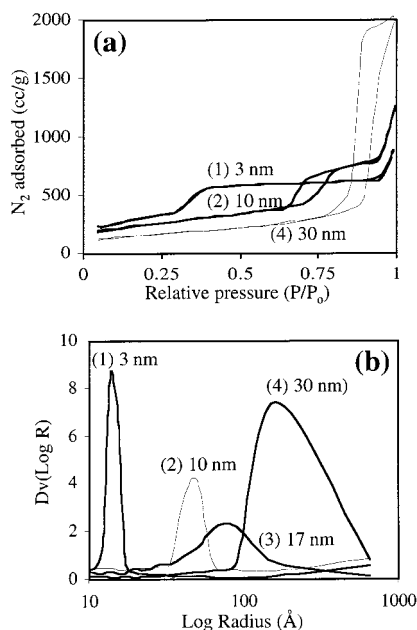 (a)
2000
1500
1000
500
0
N₂ adsorbed (cc/g)
(1) 3 nm
(2) 10 nm
(4) 30 nm
0 0.25 0.5 0.75 1
Relative pressure (P/Pₒ)
(b)
10
8
6
4
2
0
Dv(Log R)
(1) 3 nm
(4) 30 nm)
(2) 10 nm
(3) 17 nm
10 100 1000
Log Radius (Å)